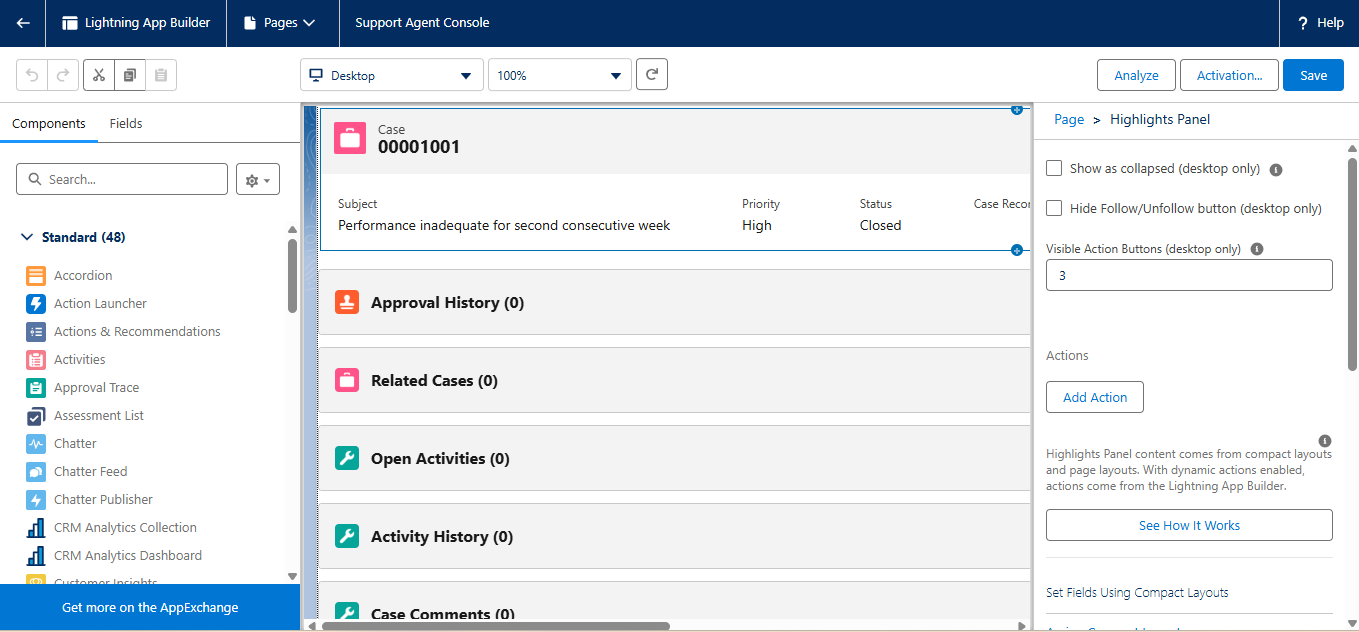 Lightning App Builder
Pages
Support Agent Console
? Help
Desktop
100%
Analyze
Activation...
Save
Components
Fields
Search...
Standard (48)
Accordion
Action Launcher
Actions & Recommendations
Activities
Approval Trace
Assessment List
Chatter
Chatter Feed
Chatter Publisher
CRM Analytics Collection
CRM Analytics Dashboard
Customer Insights
Get more on the AppExchange
Case
00001001
Subject
Performance inadequate for second consecutive week
Priority
High
Status
Closed
Case Recor
Approval History (0)
Related Cases (0)
Open Activities (0)
Activity History (0)
Case Comments (0)
Page > Highlights Panel
Show as collapsed (desktop only)
Hide Follow/Unfollow button (desktop only)
Visible Action Buttons (desktop only)
3
Actions
Add Action
Highlights Panel content comes from compact layouts
and page layouts. With dynamic actions enabled,
actions come from the Lightning App Builder.
See How It Works
Set Fields Using Compact Layouts